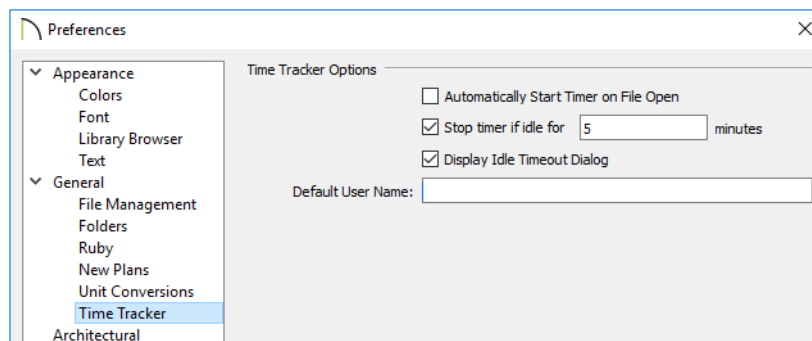 Preferences
Appearance
Colors
Font
Library Browser
Text
General
File Management
Folders
Ruby
New Plans
Unit Conversions
Time Tracker
Architectural
Time Tracker Options
Automatically Start Timer on File Open
Stop timer if idle for 5 minutes
Display Idle Timeout Dialog
Default User Name: